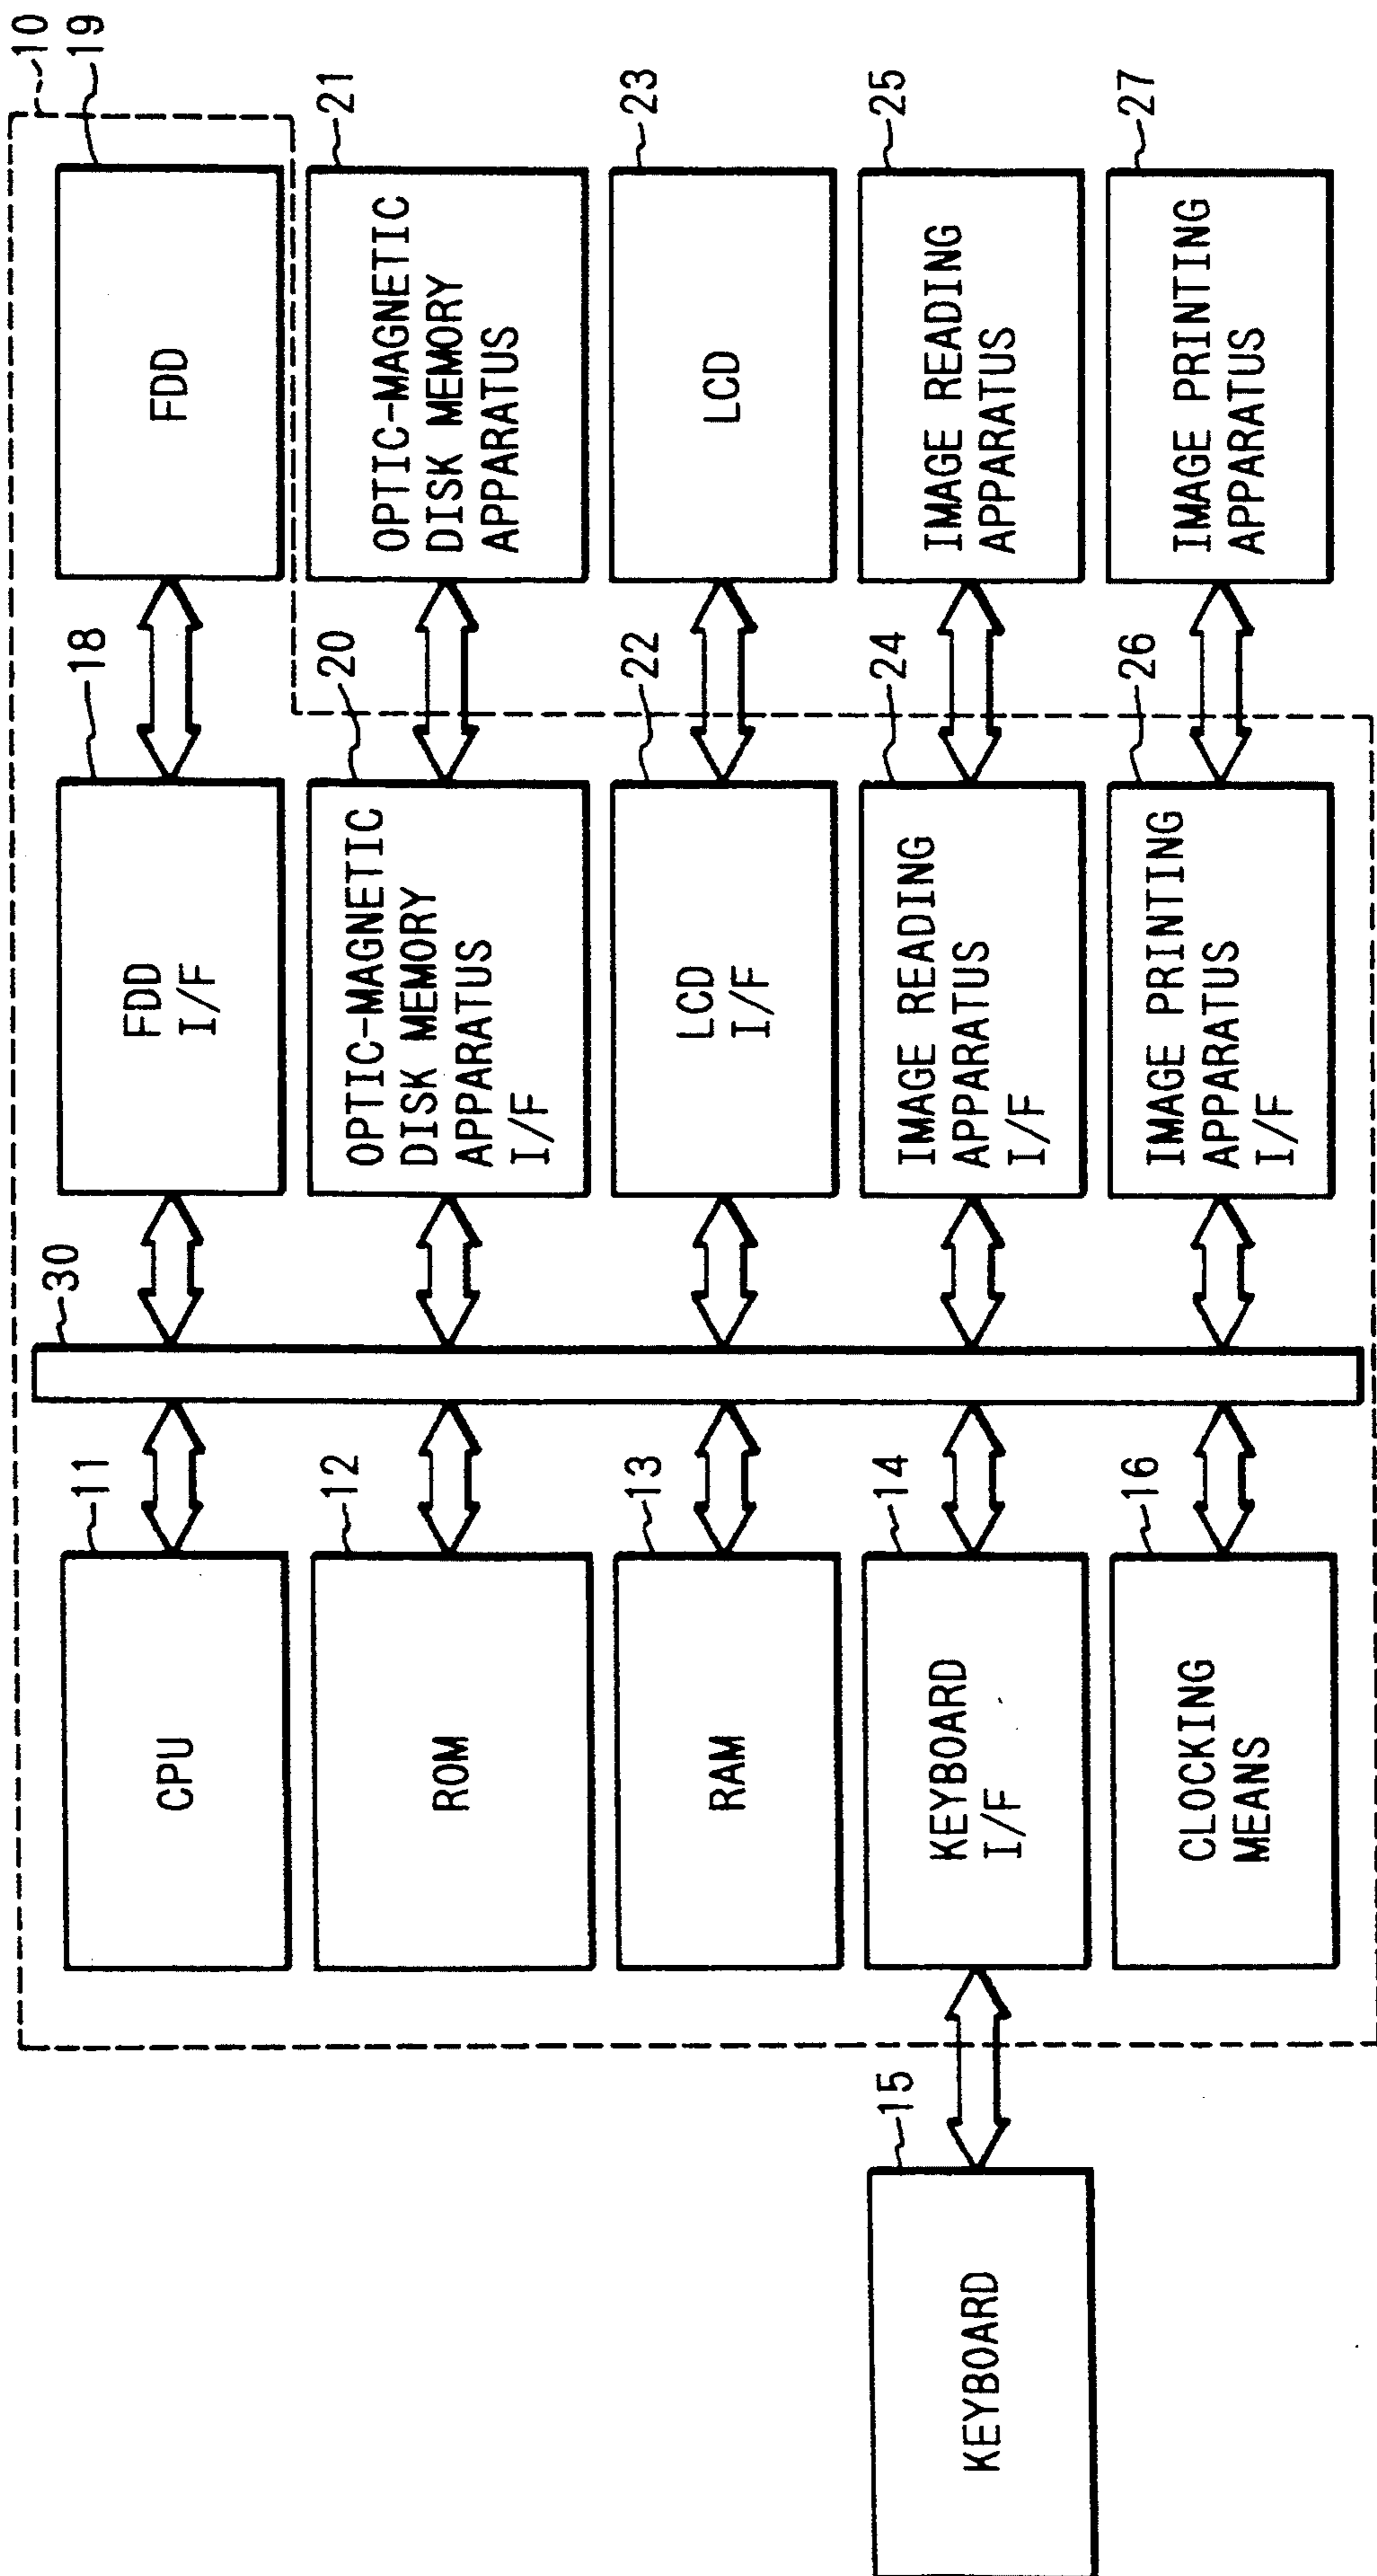 10
11
CPU
30
18
FDD
I/F
19
FDD
12
ROM
20
OPTIC-MAGNETIC
DISK MEMORY
APPARATUS
I/F
21
OPTIC-MAGNETIC
DISK MEMORY
APPARATUS
13
RAM
22
LCD
I/F
23
LCD
15
KEYBOARD
14
KEYBOARD
I/F
24
IMAGE READING
APPARATUS
I/F
25
IMAGE READING
APPARATUS
16
CLOCKING
MEANS
26
IMAGE PRINTING
APPARATUS
I/F
27
IMAGE PRINTING
APPARATUS